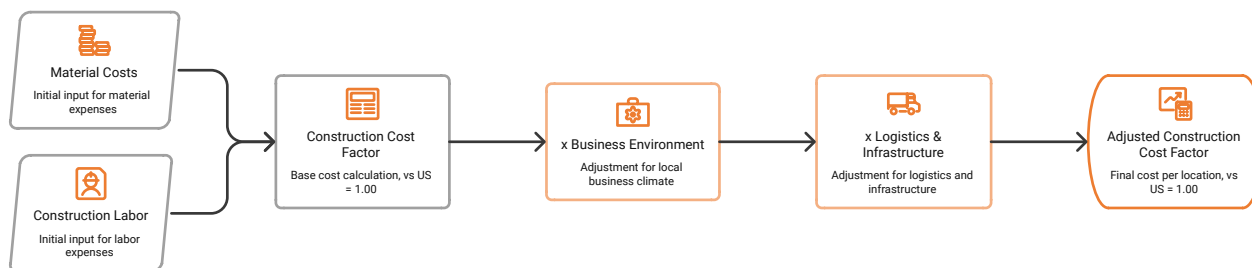 Material Costs
Initial input for material
expenses
Construction Labor
Initial input for labor
expenses
Construction Cost
Factor
Base cost calculation, vs US
= 1.00
x Business Environment
Adjustment for local
business climate
x Logistics &
Infrastructure
Adjustment for logistics and
infrastructure
Adjusted Construction
Cost Factor
Final cost per location, vs
US = 1.00